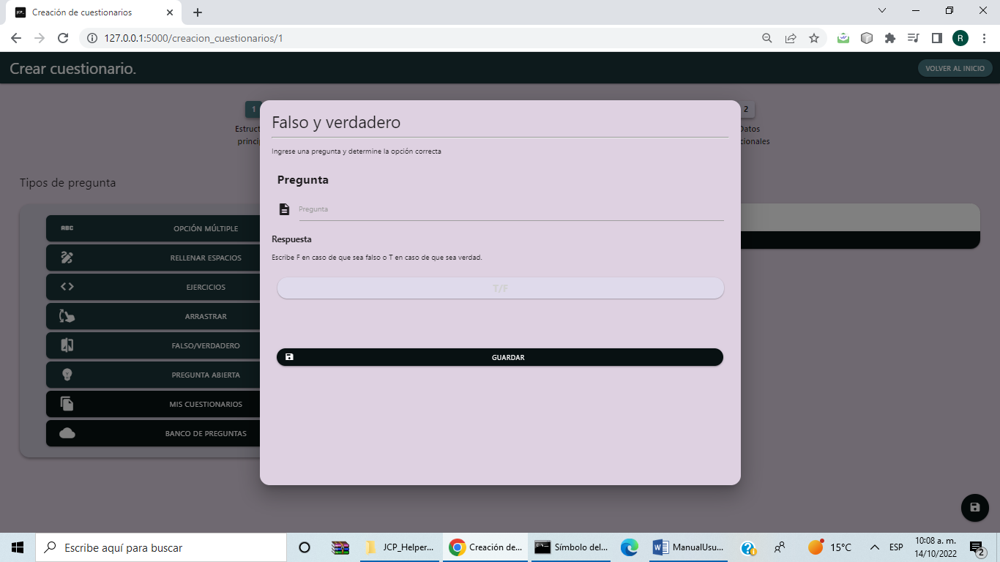 Creación de cuestionarios
127.0.0.1:5000/creacion_cuestionarios/1
R
Crear cuestionario.
VOLVER AL INICIO
1
2
Falso y verdadero
Ingrese una pregunta y determine la opción correcta
Pregunta
Pregunta
Respuesta
Escribe F en caso de que sea falso o T en caso de que sea verdad.
T/F
GUARDAR
Datos
Tipos de pregunta
ABC
OPCIÓN MÚLTIPLE
RELLENAR ESPACIOS
EJERCICIOS
ARRASTRAR
FALSO/VERDADERO
PREGUNTA ABIERTA
MIS CUESTIONARIOS
BANCO DE PREGUNTAS
Escribe aquí para buscar
JCP_Helper...
Creación de...
Símbolo del...
ManualUsu...
15°C
ESP
10:08 a. m.
14/10/2022
2